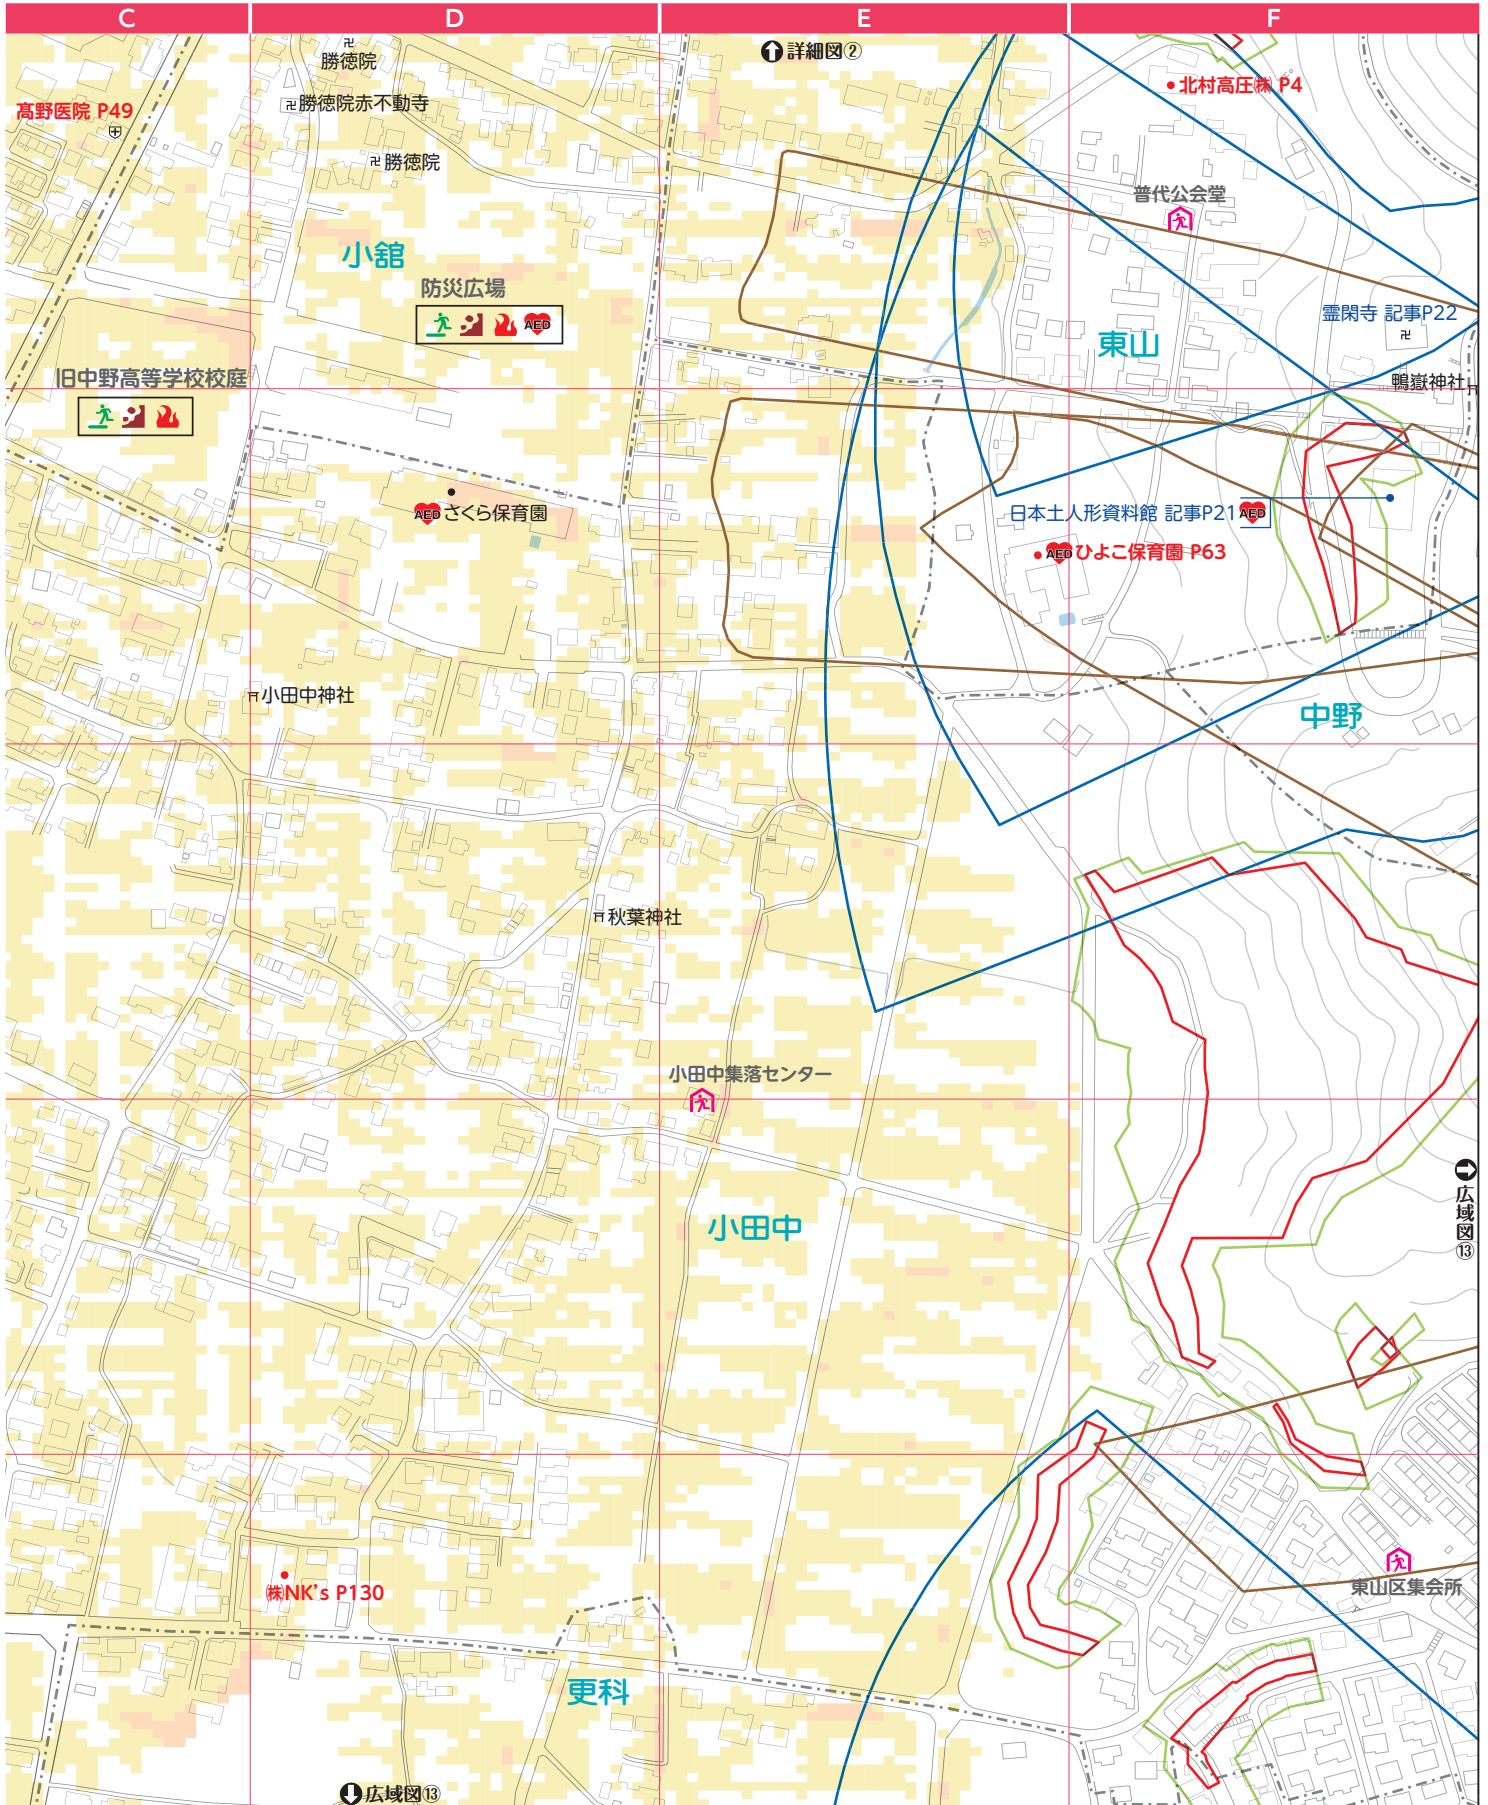 C D E F
詳細図②
勝徳院
勝徳院赤不動寺
勝徳院
髙野医院 P49
北村高圧㈱ P4
普代公会堂
小舘
防災広場
AED
東山
霊閑寺 記事P22
鴨嶽神社
旧中野高等学校校庭
AED さくら保育園
日本土人形資料館 記事P21 AED
AED ひよこ保育園 P63
小田中神社
中野
秋葉神社
小田中集落センター
小田中
広域図⑬
㈱NK's P130
東山区集会所
更科
広域図⑬